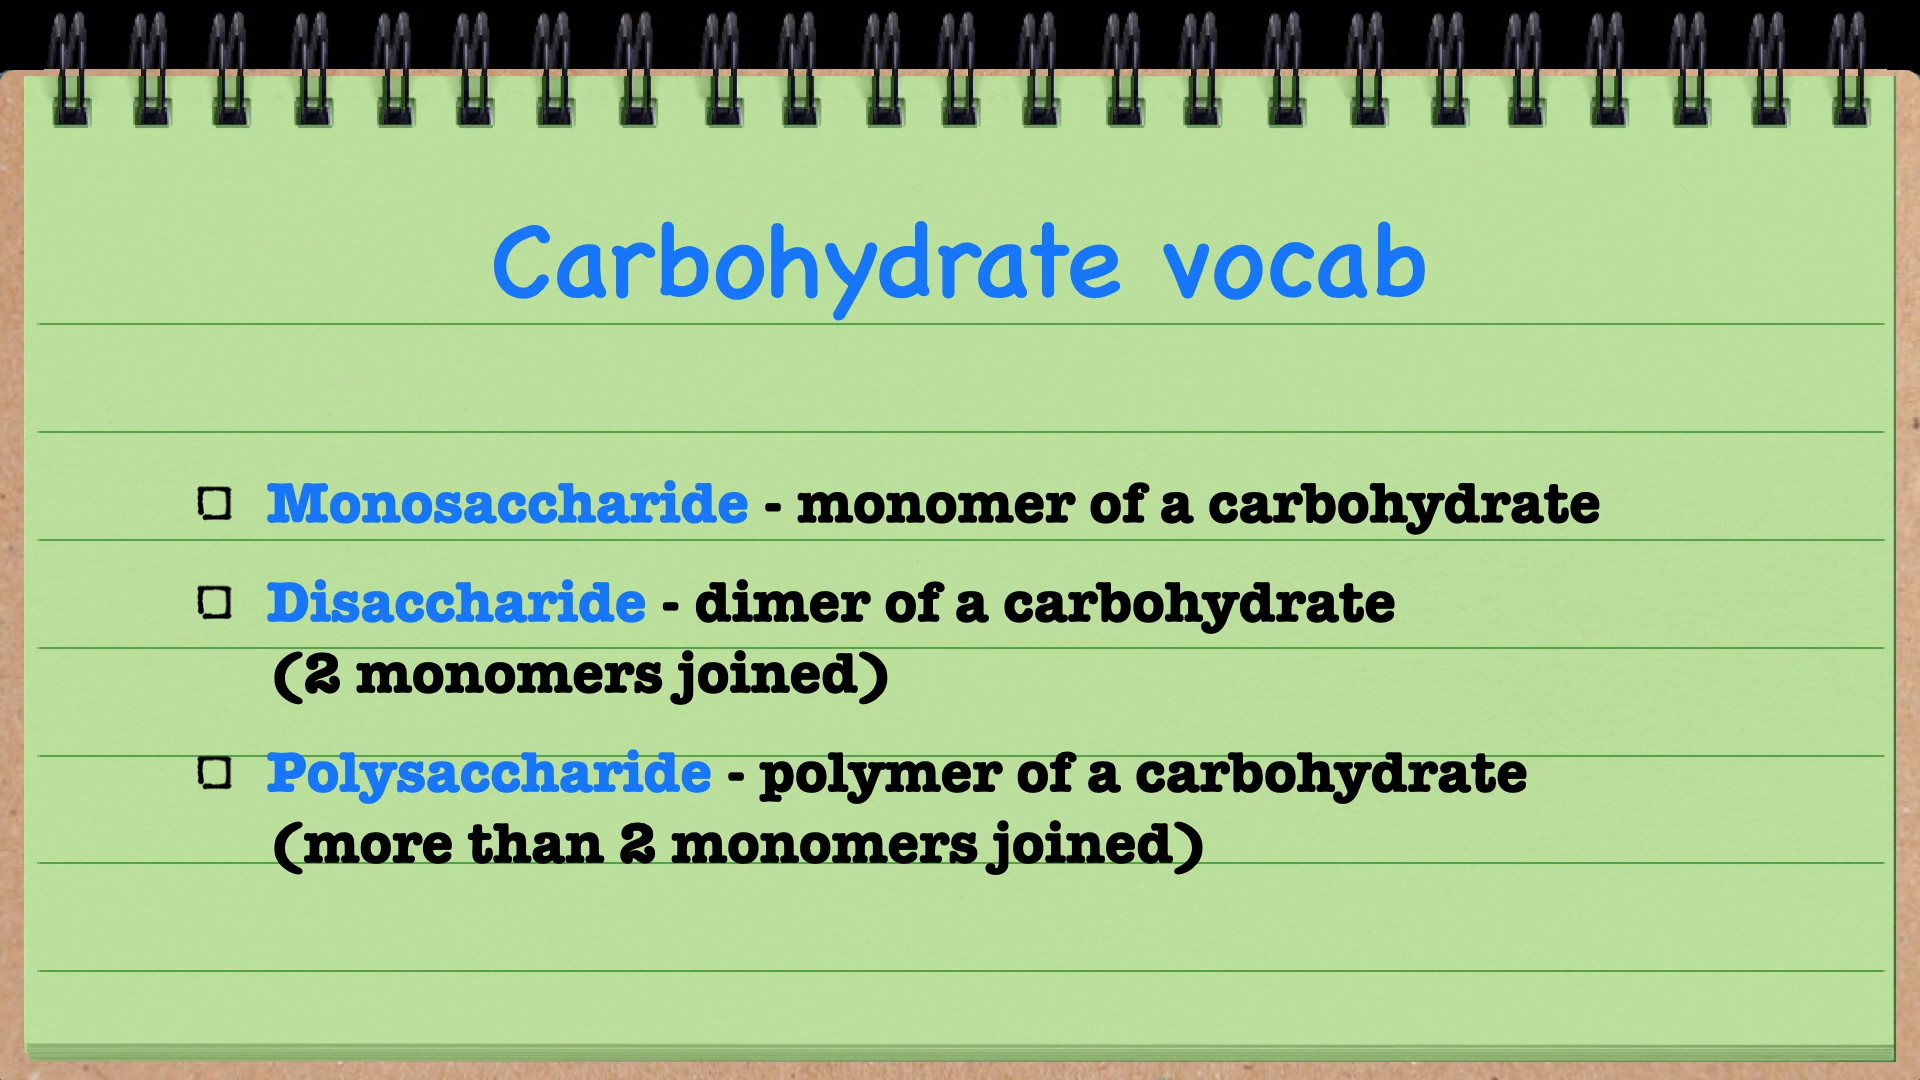 Carbohydrate vocab
Monosaccharide - monomer of a carbohydrate
Disaccharide - dimer of a carbohydrate
(2 monomers joined)
Polysaccharide - polymer of a carbohydrate
(more than 2 monomers joined)